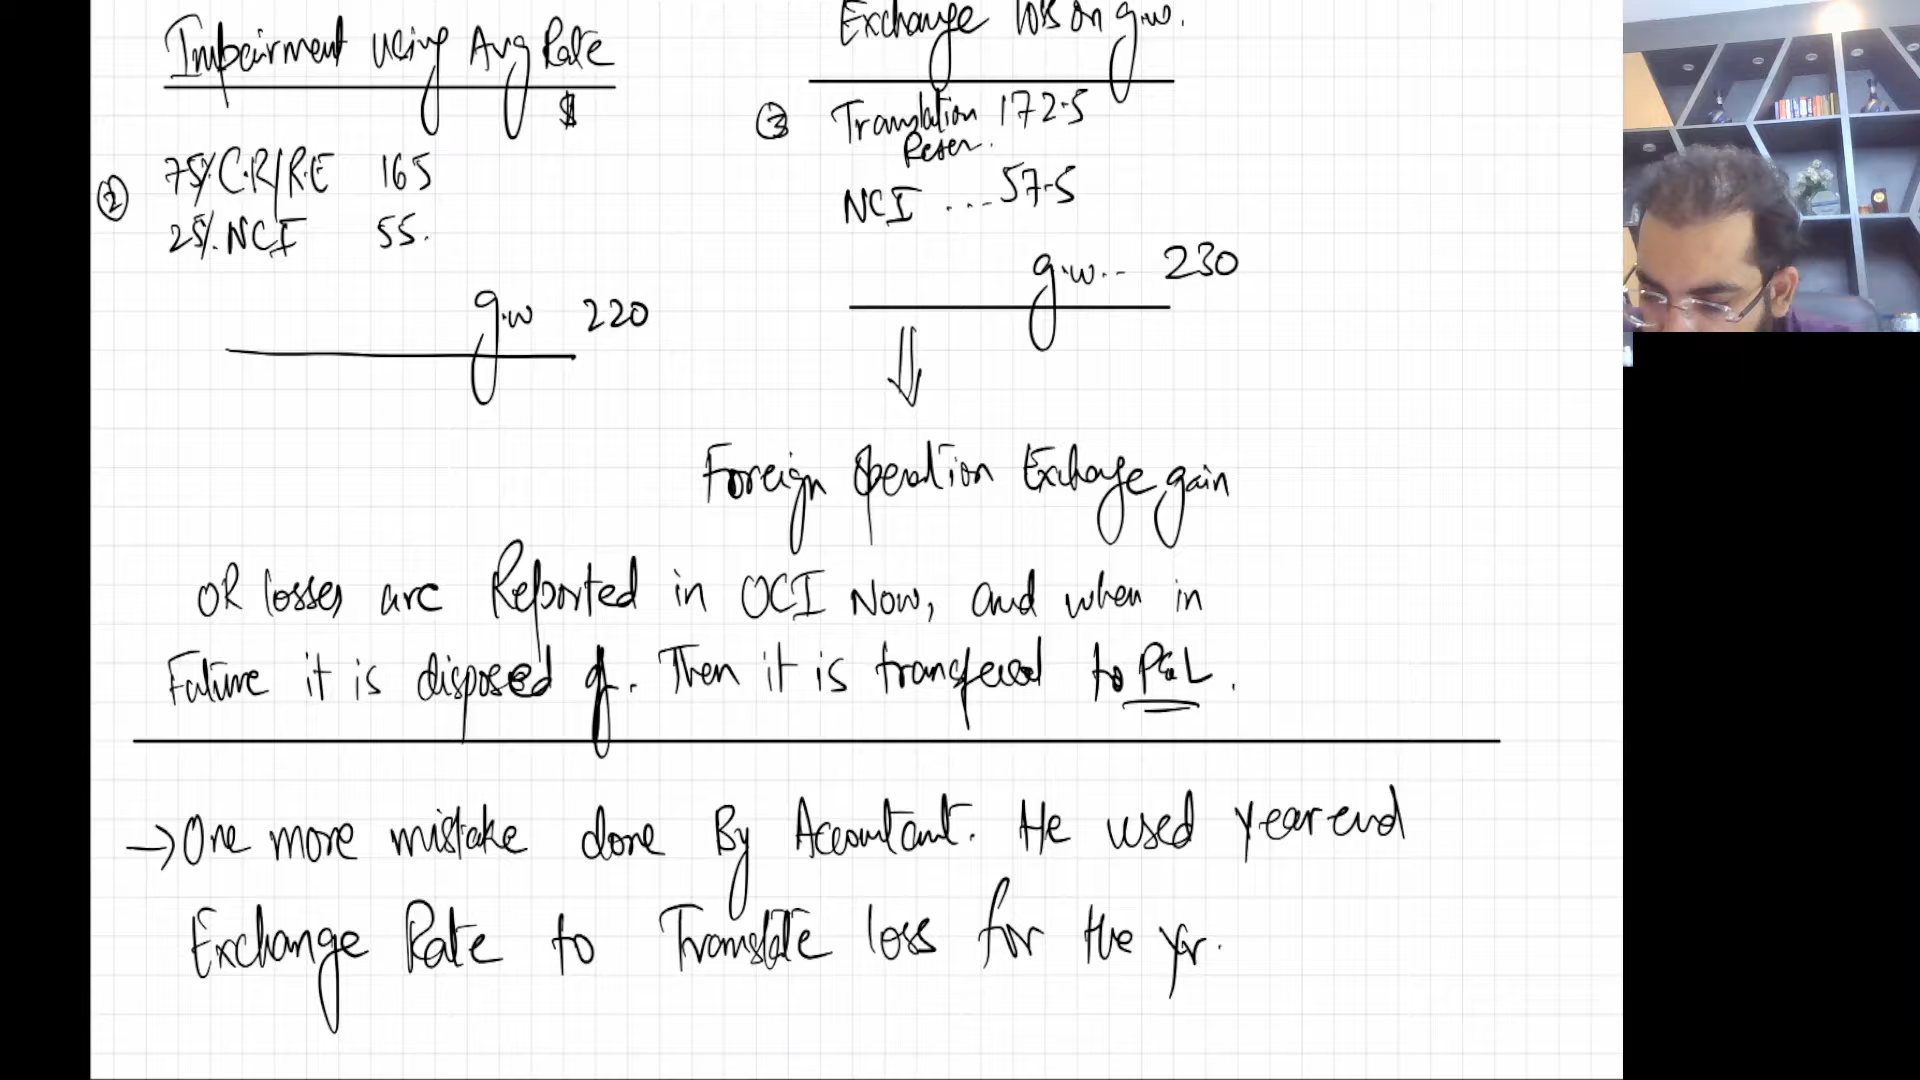 Impairment using Avg Rate
$
② 75% C.R/R.E 165
25% NCI 55.
g.w 220
Exchange loss on g.w.
③ Translation 172.5
Reser.
NCI ... 57.5
g.w.. 230
⇓
Foreign Operation Exchage gain
OR losses are Reported in OCI Now, and when in
Future it is disposed of. Then it is transfered to P&L.
→ One more mistake done By Accountant. He used year end
Exchange Rate to Translate loss for the yr.